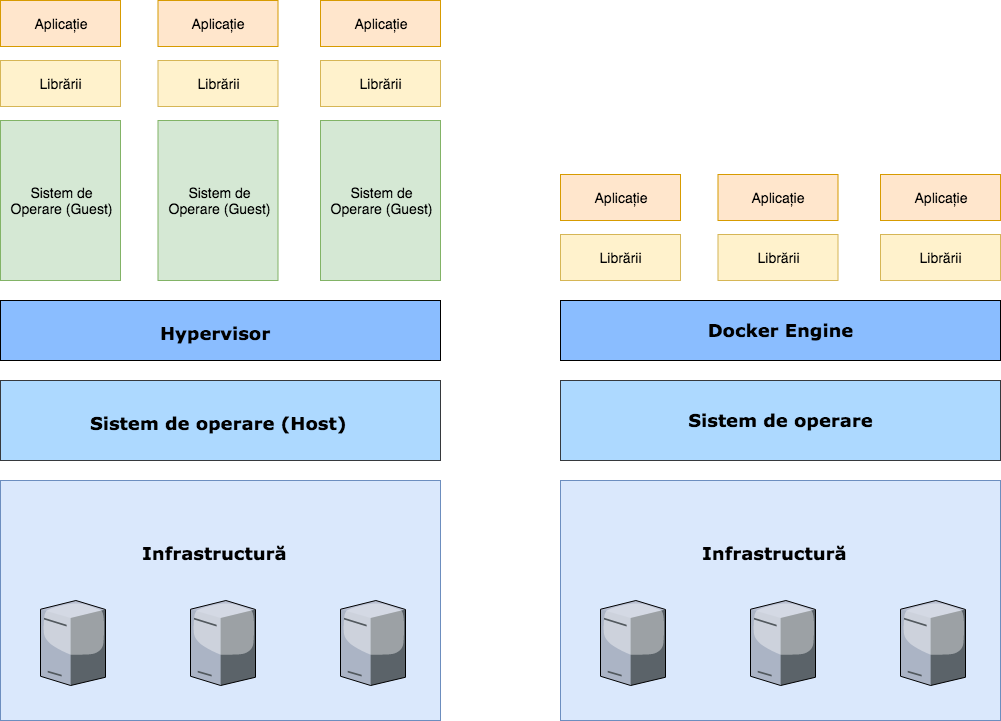 Aplicație
Aplicație
Aplicație
Librării
Librării
Librării
Sistem de
Operare (Guest)
Sistem de
Operare (Guest)
Sistem de
Operare (Guest)
Hypervisor
Sistem de operare (Host)
Infrastructură
Aplicație
Aplicație
Aplicație
Librării
Librării
Librării
Docker Engine
Sistem de operare
Infrastructură